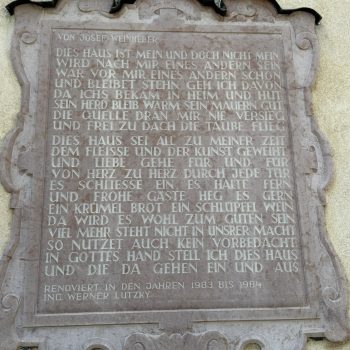 VON JOSEF WEINHEBER
DIES HAUS IST MEIN UND DOCH NICHT MEIN
WIRD NACH MIR EINES ANDERN SEIN
WAR VOR MIR EINES ANDERN SCHON
UND BLEIBET STEHN GEH ICH DAVON
DA ICHS BEKAM IN HEIM UND HUT
SEIN HERD BLEIB WARM SEIN MAUERN GUT
DIE QUELLE DRAN MIR NIE VERSIEG
UND FREI ZU DACH DIE TAUBE FLIEG
DIES HAUS SEI ALL ZU MEINER ZEIT
DEM FLEISSE UND DER KUNST GEWEIHT
UND LIEBE GEHE FÜR UND FÜR
VON HERZ ZU HERZ DURCH JEDE TÜR
ES SCHLIESSE EIN ES HALTE FERN
UND FROHE GÄSTE HEG ES GERN
EIN KRUMEL BROT EIN SCHLÜPFEL WEIN
DA WIRD ES WOHL ZUM GUTEN SEIN
VIEL MEHR STEHT NICHT IN UNSRER MACHT
SO NUTZET AUCH KEIN VORBEDACHT
IN GOTTES HAND STELL ICH DIES HAUS
UND DIE DA GEHEN EIN UND AUS
RENOVIERT IN DEN JAHREN 1983 BIS 1984
ING. WERNER LUTZKY